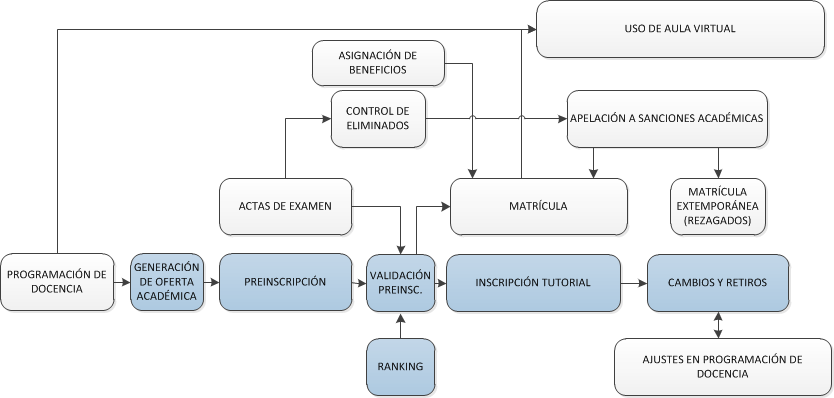 USO DE AULA VIRTUAL
ASIGNACIÓN DE
BENEFICIOS
CONTROL DE
ELIMINADOS
APELACIÓN A SANCIONES ACADÉMICAS
ACTAS DE EXAMEN
MATRÍCULA
MATRÍCULA
EXTEMPORÁNEA
(REZAGADOS)
PROGRAMACIÓN DE
DOCENCIA
GENERACIÓN
DE OFERTA
ACADÉMICA
PREINSCRIPCIÓN
VALIDACIÓN
PREINSC.
INSCRIPCIÓN TUTORIAL
CAMBIOS Y RETIROS
RANKING
AJUSTES EN PROGRAMACIÓN DE
DOCENCIA